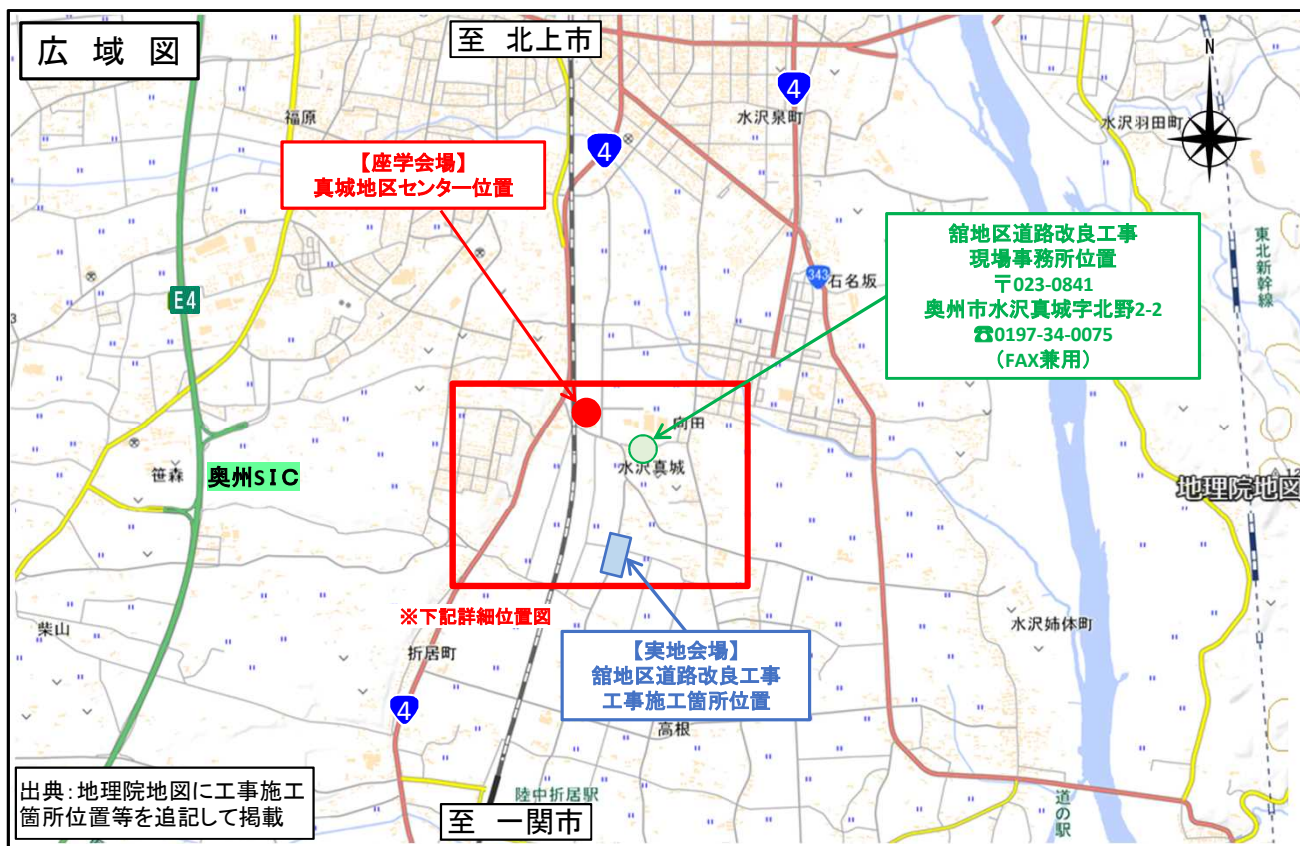 広 域 図
至 北上市
N
4
福原
水沢泉町
水沢羽田町
4
【座学会場】
真城地区センター位置
舘地区道路改良工事
現場事務所位置
〒023-0841
奥州市水沢真城字北野2-2
☎0197-34-0075
(FAX兼用)
東北新幹線
343
石名坂
E4
3
向田
水沢真城
笹森
奥州SIC
12
地理院地図
※下記詳細位置図
柴山
折居町
【実地会場】
舘地区道路改良工事
工事施工箇所位置
水沢姉体町
4
高根
出典:地理院地図に工事施工
箇所位置等を追記して掲載
陸中折居駅
道の駅
至 一関市